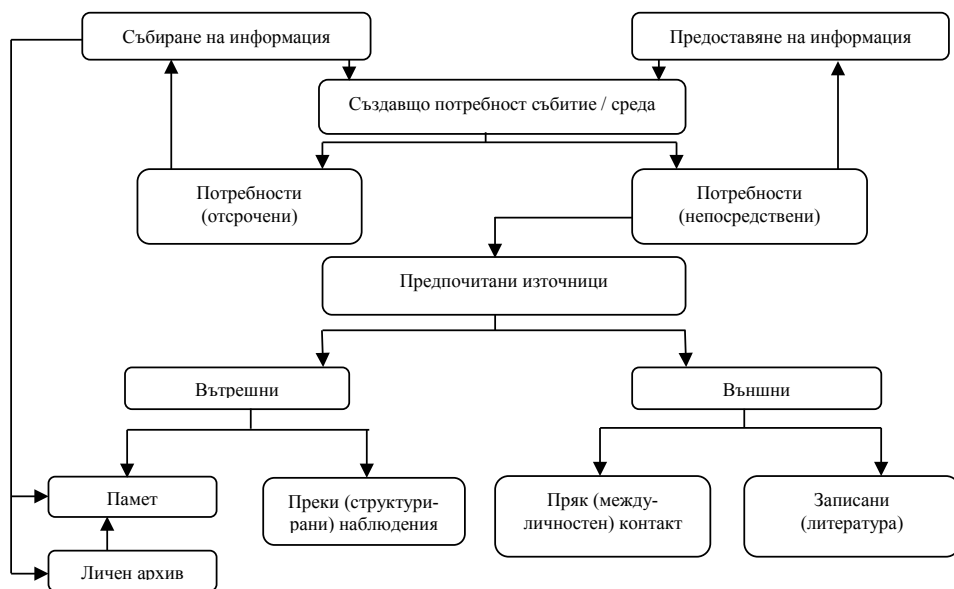 Събиране на информация
Предоставяне на информация
Създавщо потребност събитие / среда
Потребности
(отсрочени)
Потребности
(непосредствени)
Предпочитани източници
Вътрешни
Външни
Памет
Преки (структури-
рани) наблюдения
Пряк (между-
личностен) контакт
Записани
(литература)
Личен архив